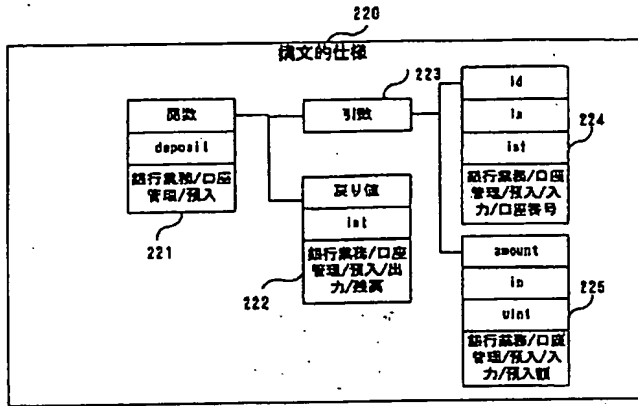 220
構文的仕様
223
関数
deposit
銀行業務/口座
管理/預入
221
引数
戻り値
int
銀行業務/口座
管理/預入/出
力/残高
222
id
in
int
銀行業務/口座
管理/預入/入
力/口座番号
224
amount
in
uint
銀行業務/口座
管理/預入/入
力/預入額
225